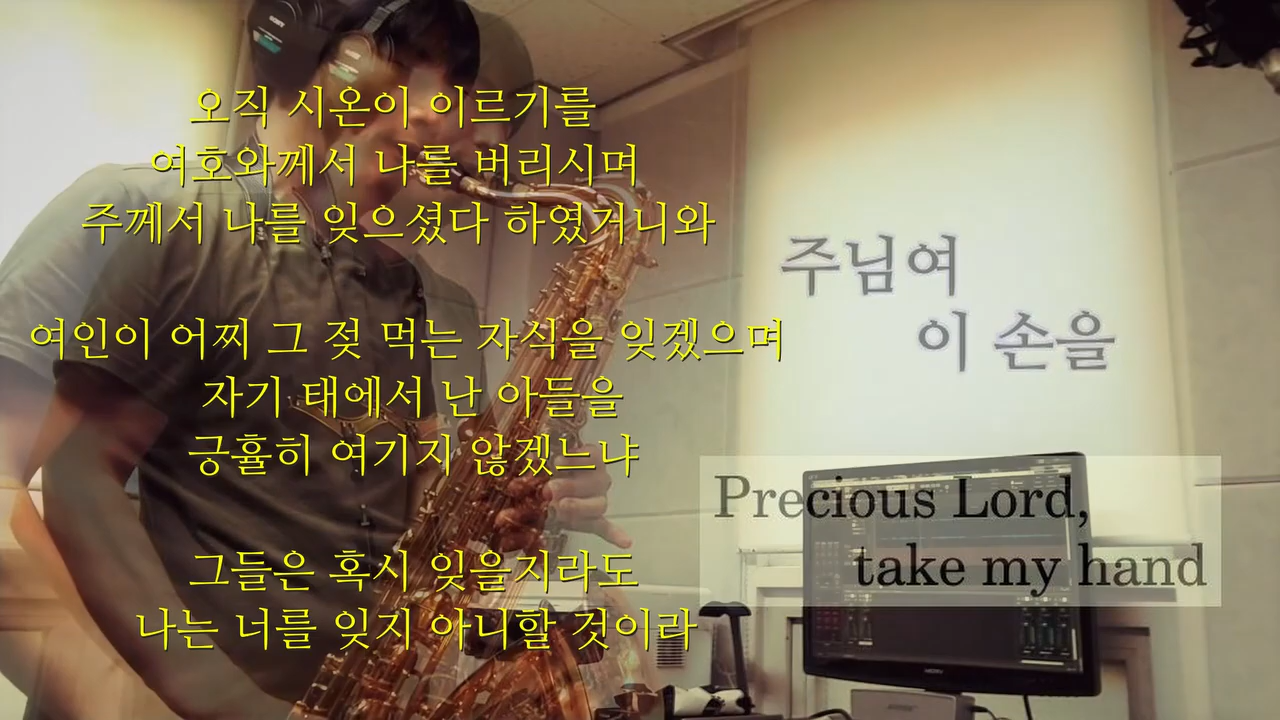 오직 시온이 이르기를
여호와께서 나를 버리시며
주께서 나를 잊으셨다 하였거니와
여인이 어찌 그 젖 먹는 자식을 잊겠으며
자기 태에서 난 아들을
긍휼히 여기지 않겠느냐
그들은 혹시 잊을지라도
나는 너를 잊지 아니할 것이라
주님여
이 손을
Precious Lord,
take my hand